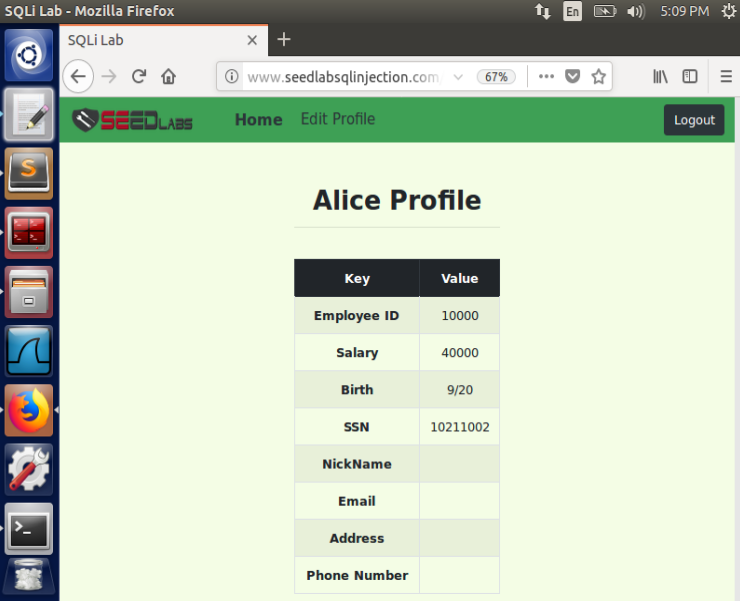 SQLi Lab - Mozilla Firefox
En
5:09 PM
SQLi Lab
www.seedlabsqlinjection.com
67%
SEEDLABS
Home
Edit Profile
Logout
Alice Profile
Key Value
Employee ID 10000
Salary 40000
Birth 9/20
SSN 10211002
NickName
Email
Address
Phone Number